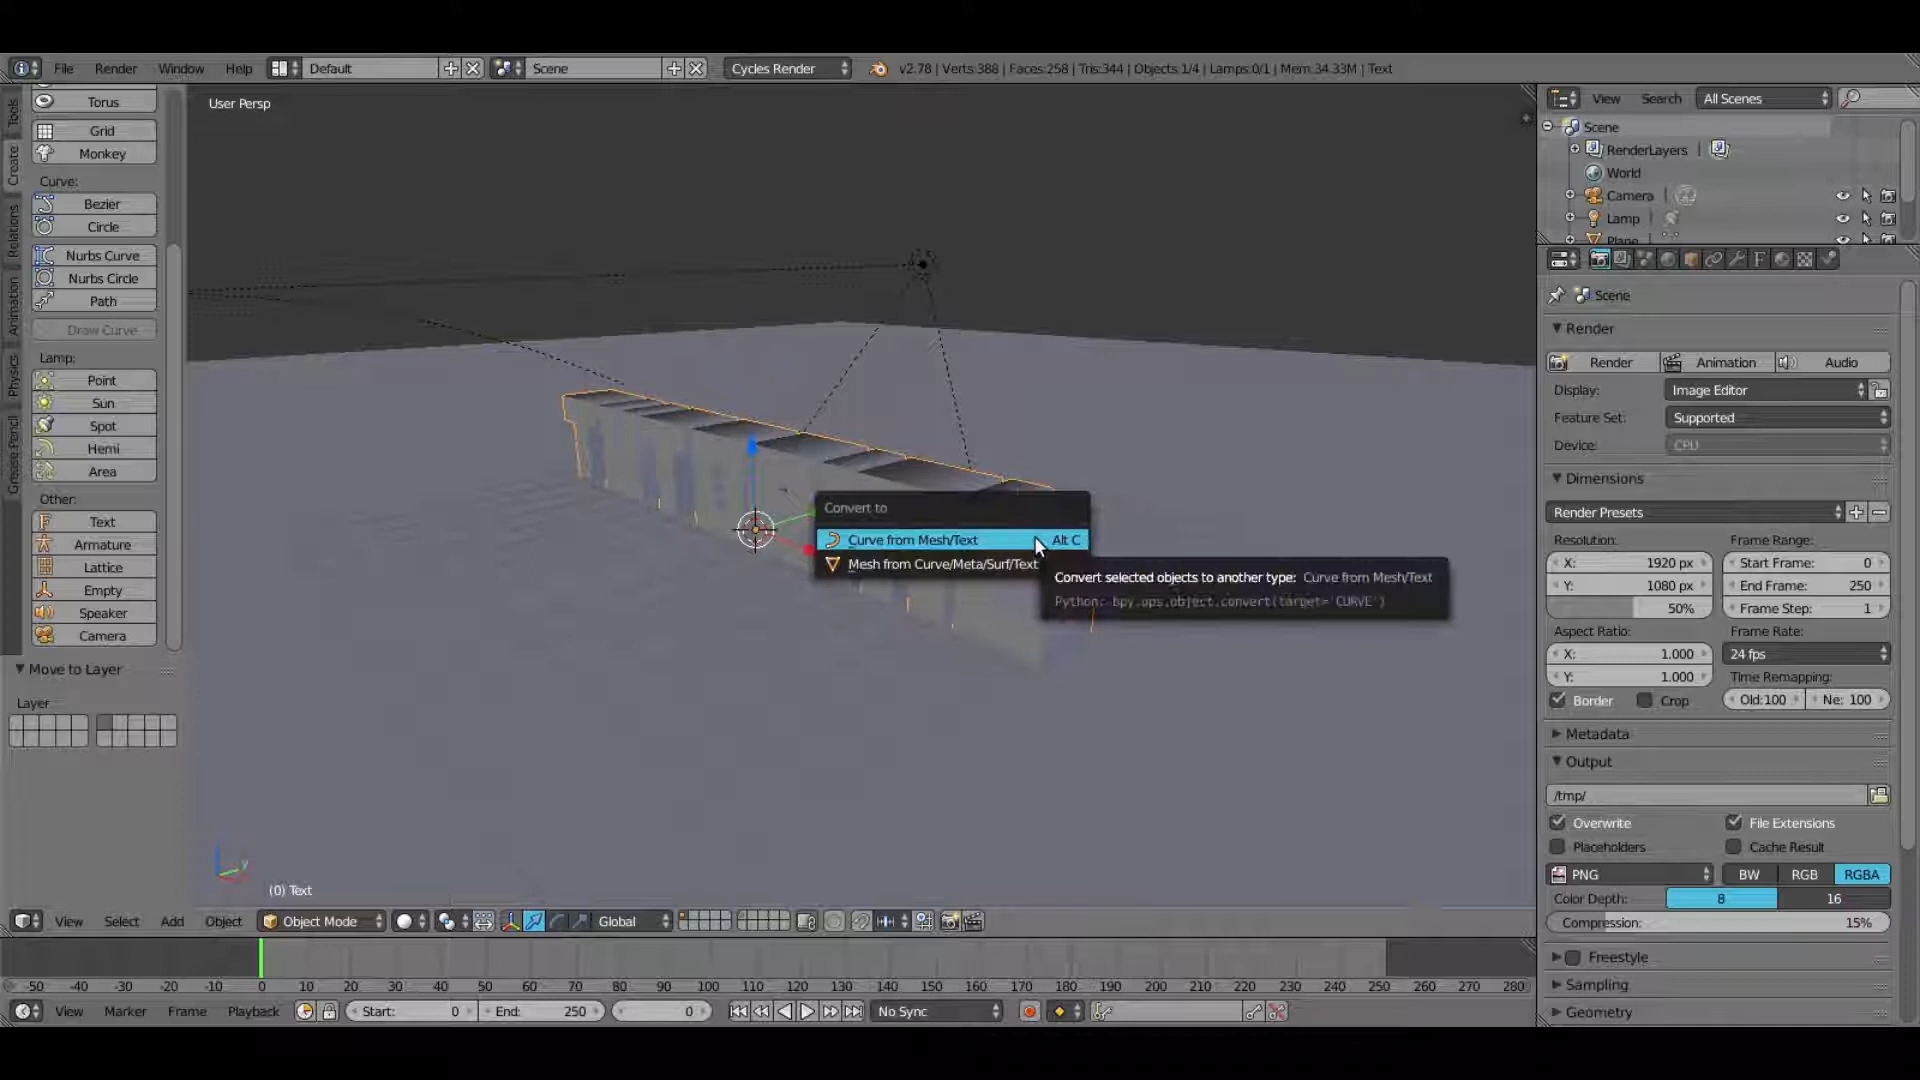 File Render Window Help Default Scene Cycles Render v2.78 | Verts:388 | Faces:258 | Tris:344 | Objects:1/4 | Lamps:0/1 | Mem:34.33M | Text
Tools
Create
Relations
Animation
Physics
Grease Pencil
Torus
Grid
Monkey
Curve:
Bezier
Circle
Nurbs Curve
Nurbs Circle
Path
Draw Curve
Lamp:
Point
Sun
Spot
Hemi
Area
Other:
Text
Armature
Lattice
Empty
Speaker
Camera
Move to Layer
Layer
User Persp
Convert to
Curve from Mesh/Text Alt C
Mesh from Curve/Meta/Surf/Text
Convert selected objects to another type: Curve from Mesh/Text
Python: bpy.ops.object.convert(target='CURVE')
(0) Text
View Select Add Object Object Mode Global
-50 -40 -30 -20 -10 0 10 20 30 40 50 60 70 80 90 100 110 120 130 140 150 160 170 180 190 200 210 220 230 240 250 260 270 280
View Marker Frame Playback Start: 0 End: 250 0 No Sync
View Search All Scenes
Scene
RenderLayers |
World
Camera |
Lamp |
Plane
Scene
Render
Render Animation Audio
Display: Image Editor
Feature Set: Supported
Device: CPU
Dimensions
Render Presets
Resolution: Frame Range:
X: 1920 px Start Frame: 0
Y: 1080 px End Frame: 250
50% Frame Step: 1
Aspect Ratio: Frame Rate:
X: 1.000 24 fps
Y: 1.000 Time Remapping:
Border Crop Old:100 Ne: 100
Metadata
Output
/tmp/
Overwrite File Extensions
Placeholders Cache Result
PNG BW RGB RGBA
Color Depth: 8 16
Compression: 15%
Freestyle
Sampling
Geometry